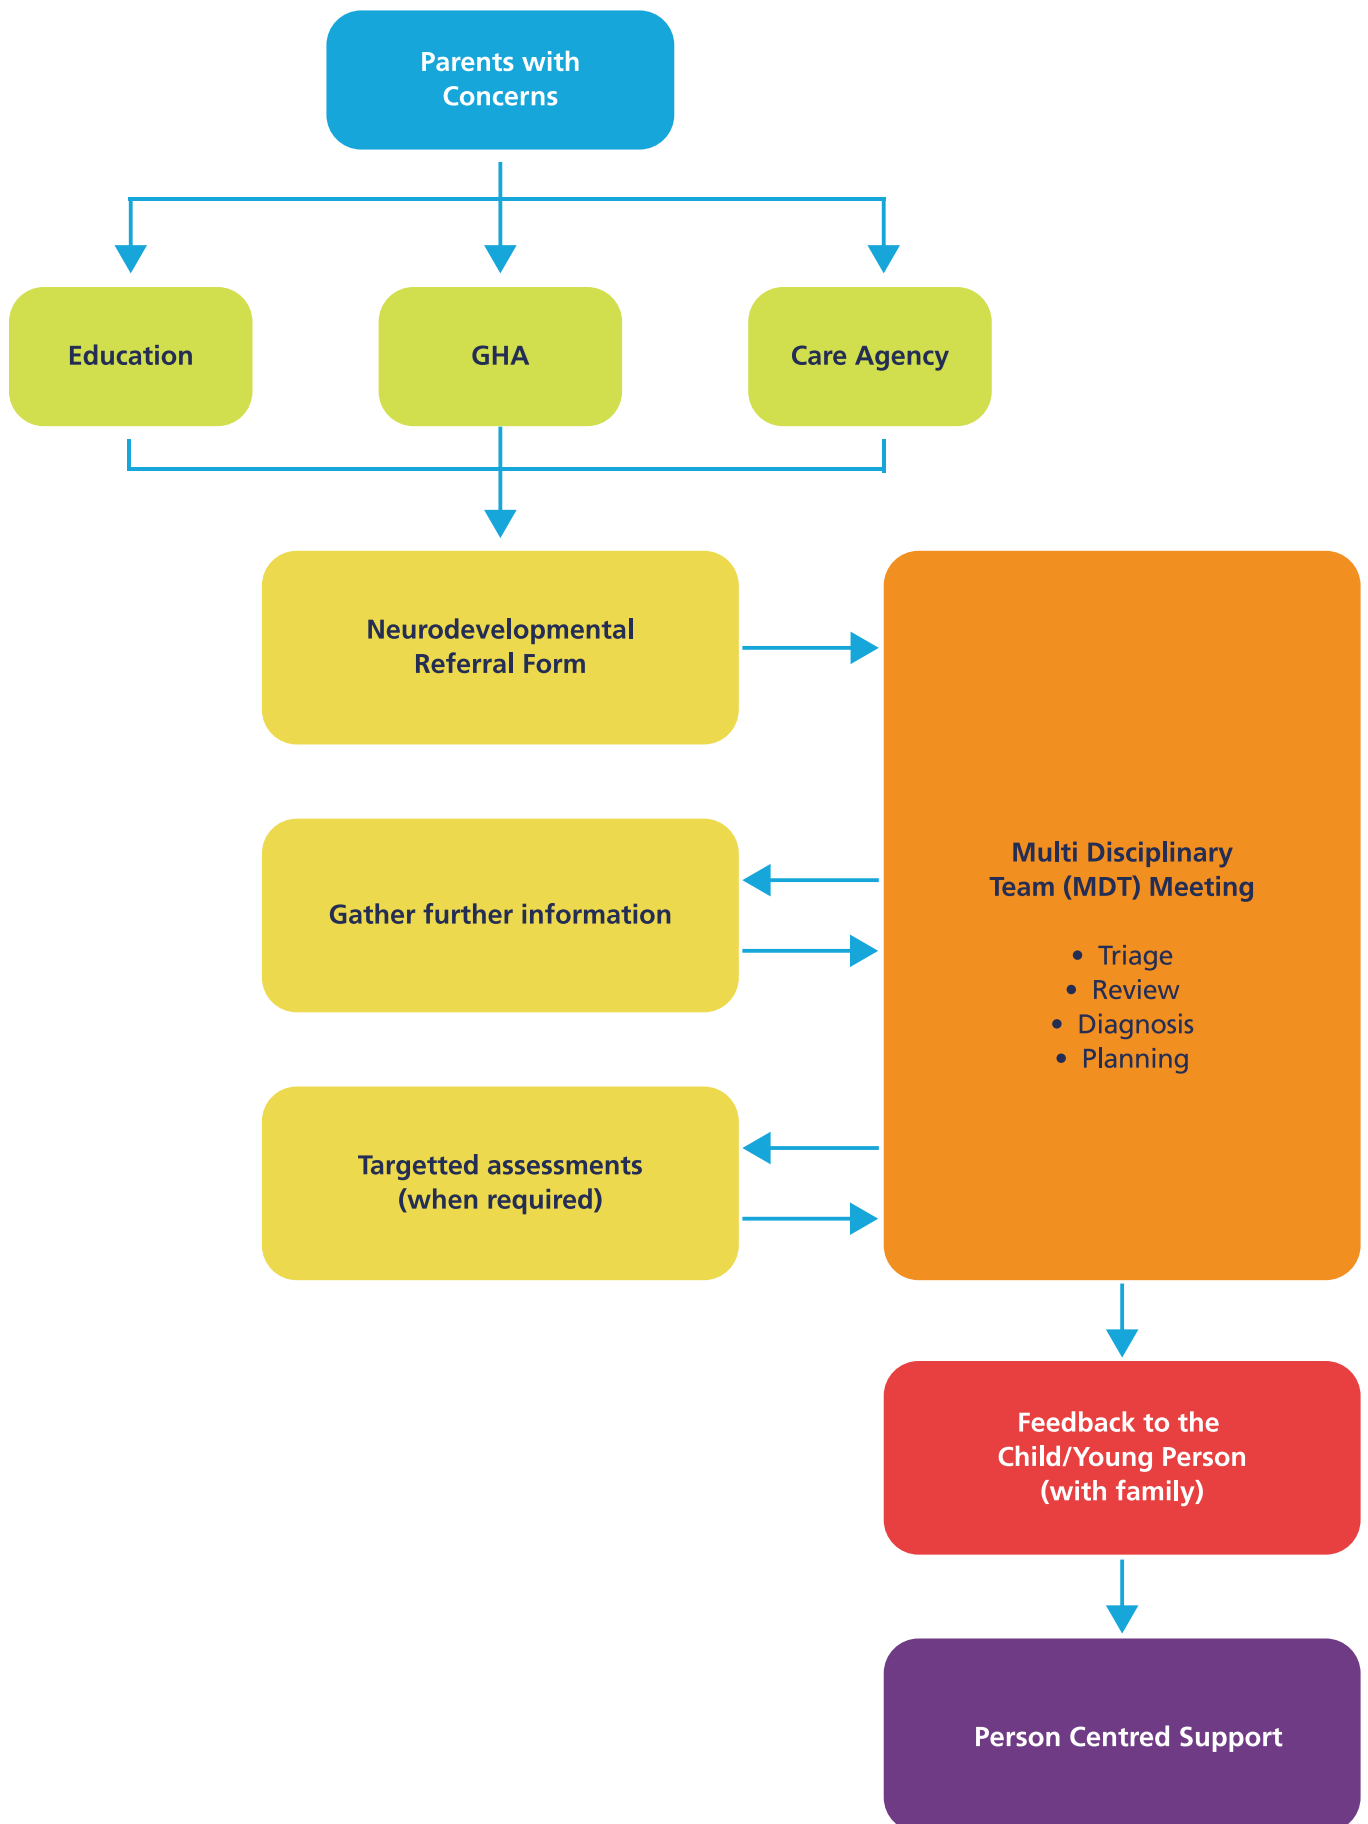 Parents with
Concerns
Education
GHA
Care Agency
Neurodevelopmental
Referral Form
Gather further information
Targetted assessments
(when required)
Multi Disciplinary
Team (MDT) Meeting
• Triage
• Review
• Diagnosis
• Planning
Feedback to the
Child/Young Person
(with family)
Person Centred Support